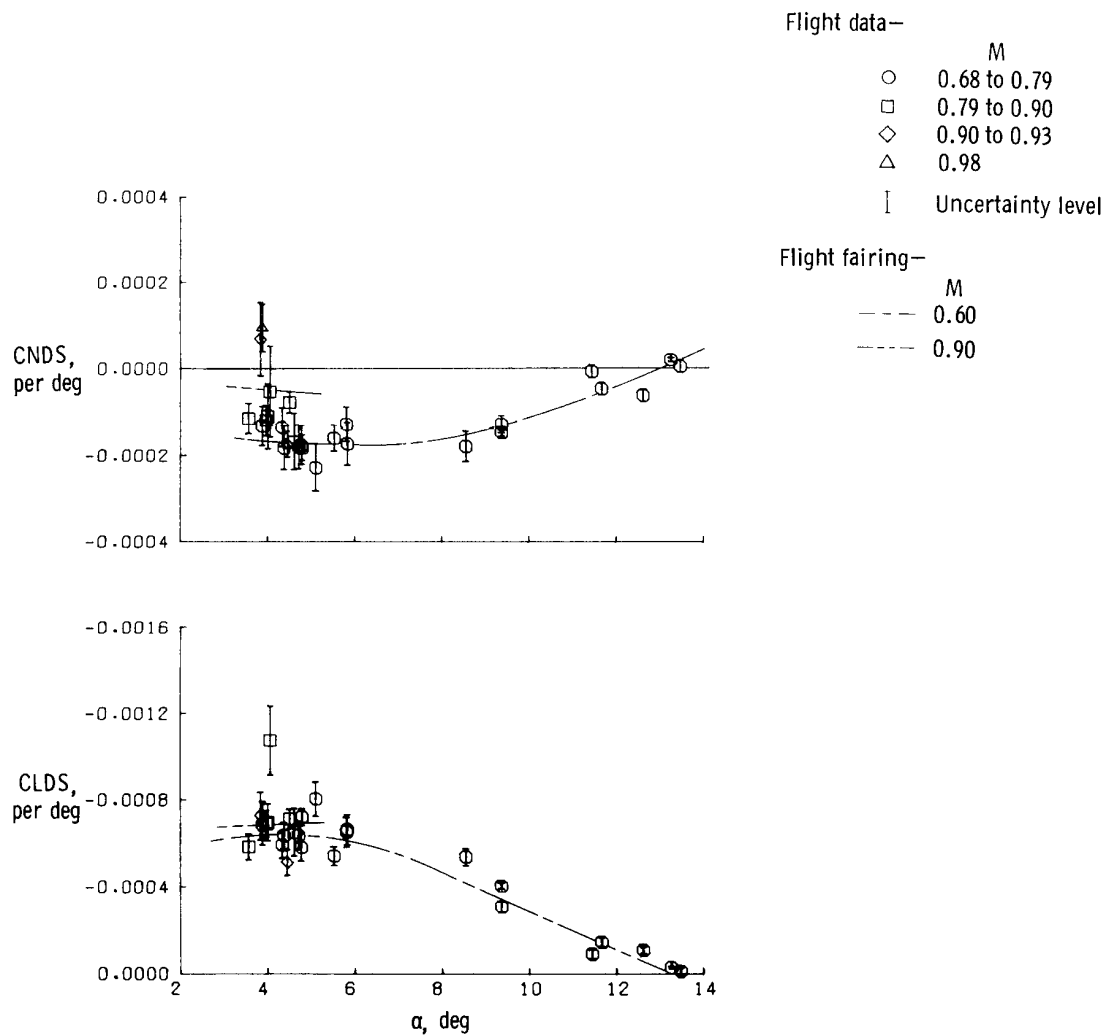 Flight data—
M
0.68 to 0.79
0.79 to 0.90
0.90 to 0.93
0.98
Uncertainty level
Flight fairing—
M
0.60
0.90
0.0004
0.0002
0.0000
-0.0002
-0.0004
CNDS,
per deg
-0.0016
-0.0012
-0.0008
-0.0004
0.0000
CLDS,
per deg
2 4 6 8 10 12 14
α, deg